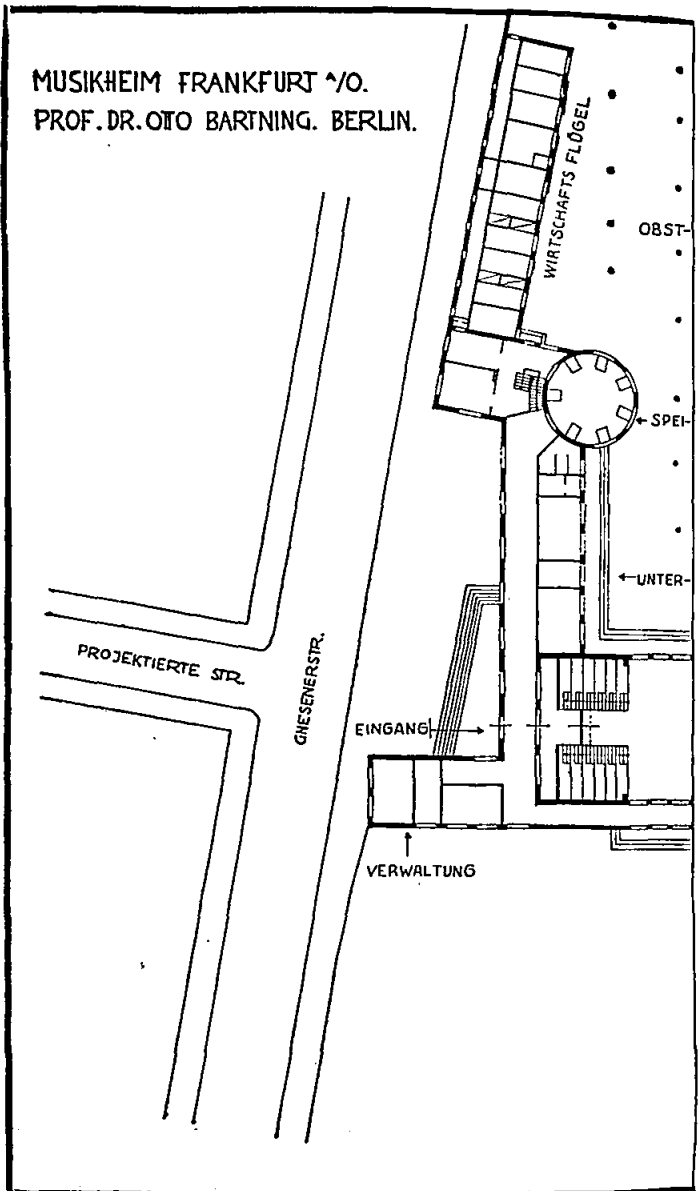 MUSIKHEIM FRANKFURT A/O.
PROF. DR. OTTO BARTNING. BERLIN.
WIRTSCHAFTS FLÜGEL
OBST-
SPEI-
UNTER-
PROJEKTIERTE STR.
GNESENERSTR.
EINGANG
VERWALTUNG